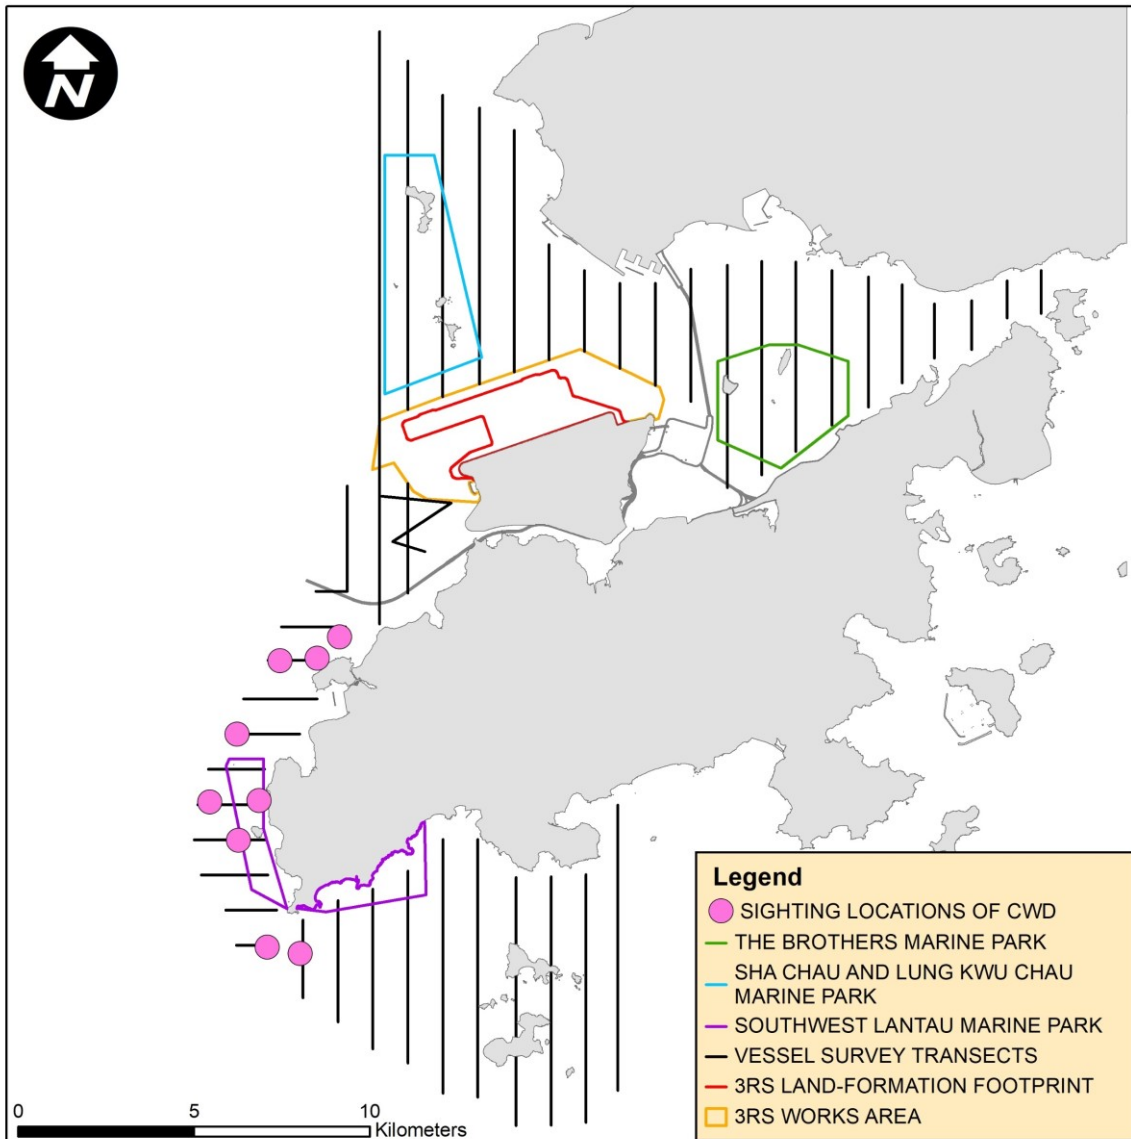 N
Legend
SIGHTING LOCATIONS OF CWD
THE BROTHERS MARINE PARK
SHA CHAU AND LUNG KWU CHAU
MARINE PARK
SOUTHWEST LANTAU MARINE PARK
VESSEL SURVEY TRANSECTS
3RS LAND-FORMATION FOOTPRINT
3RS WORKS AREA
0 5 10
Kilometers